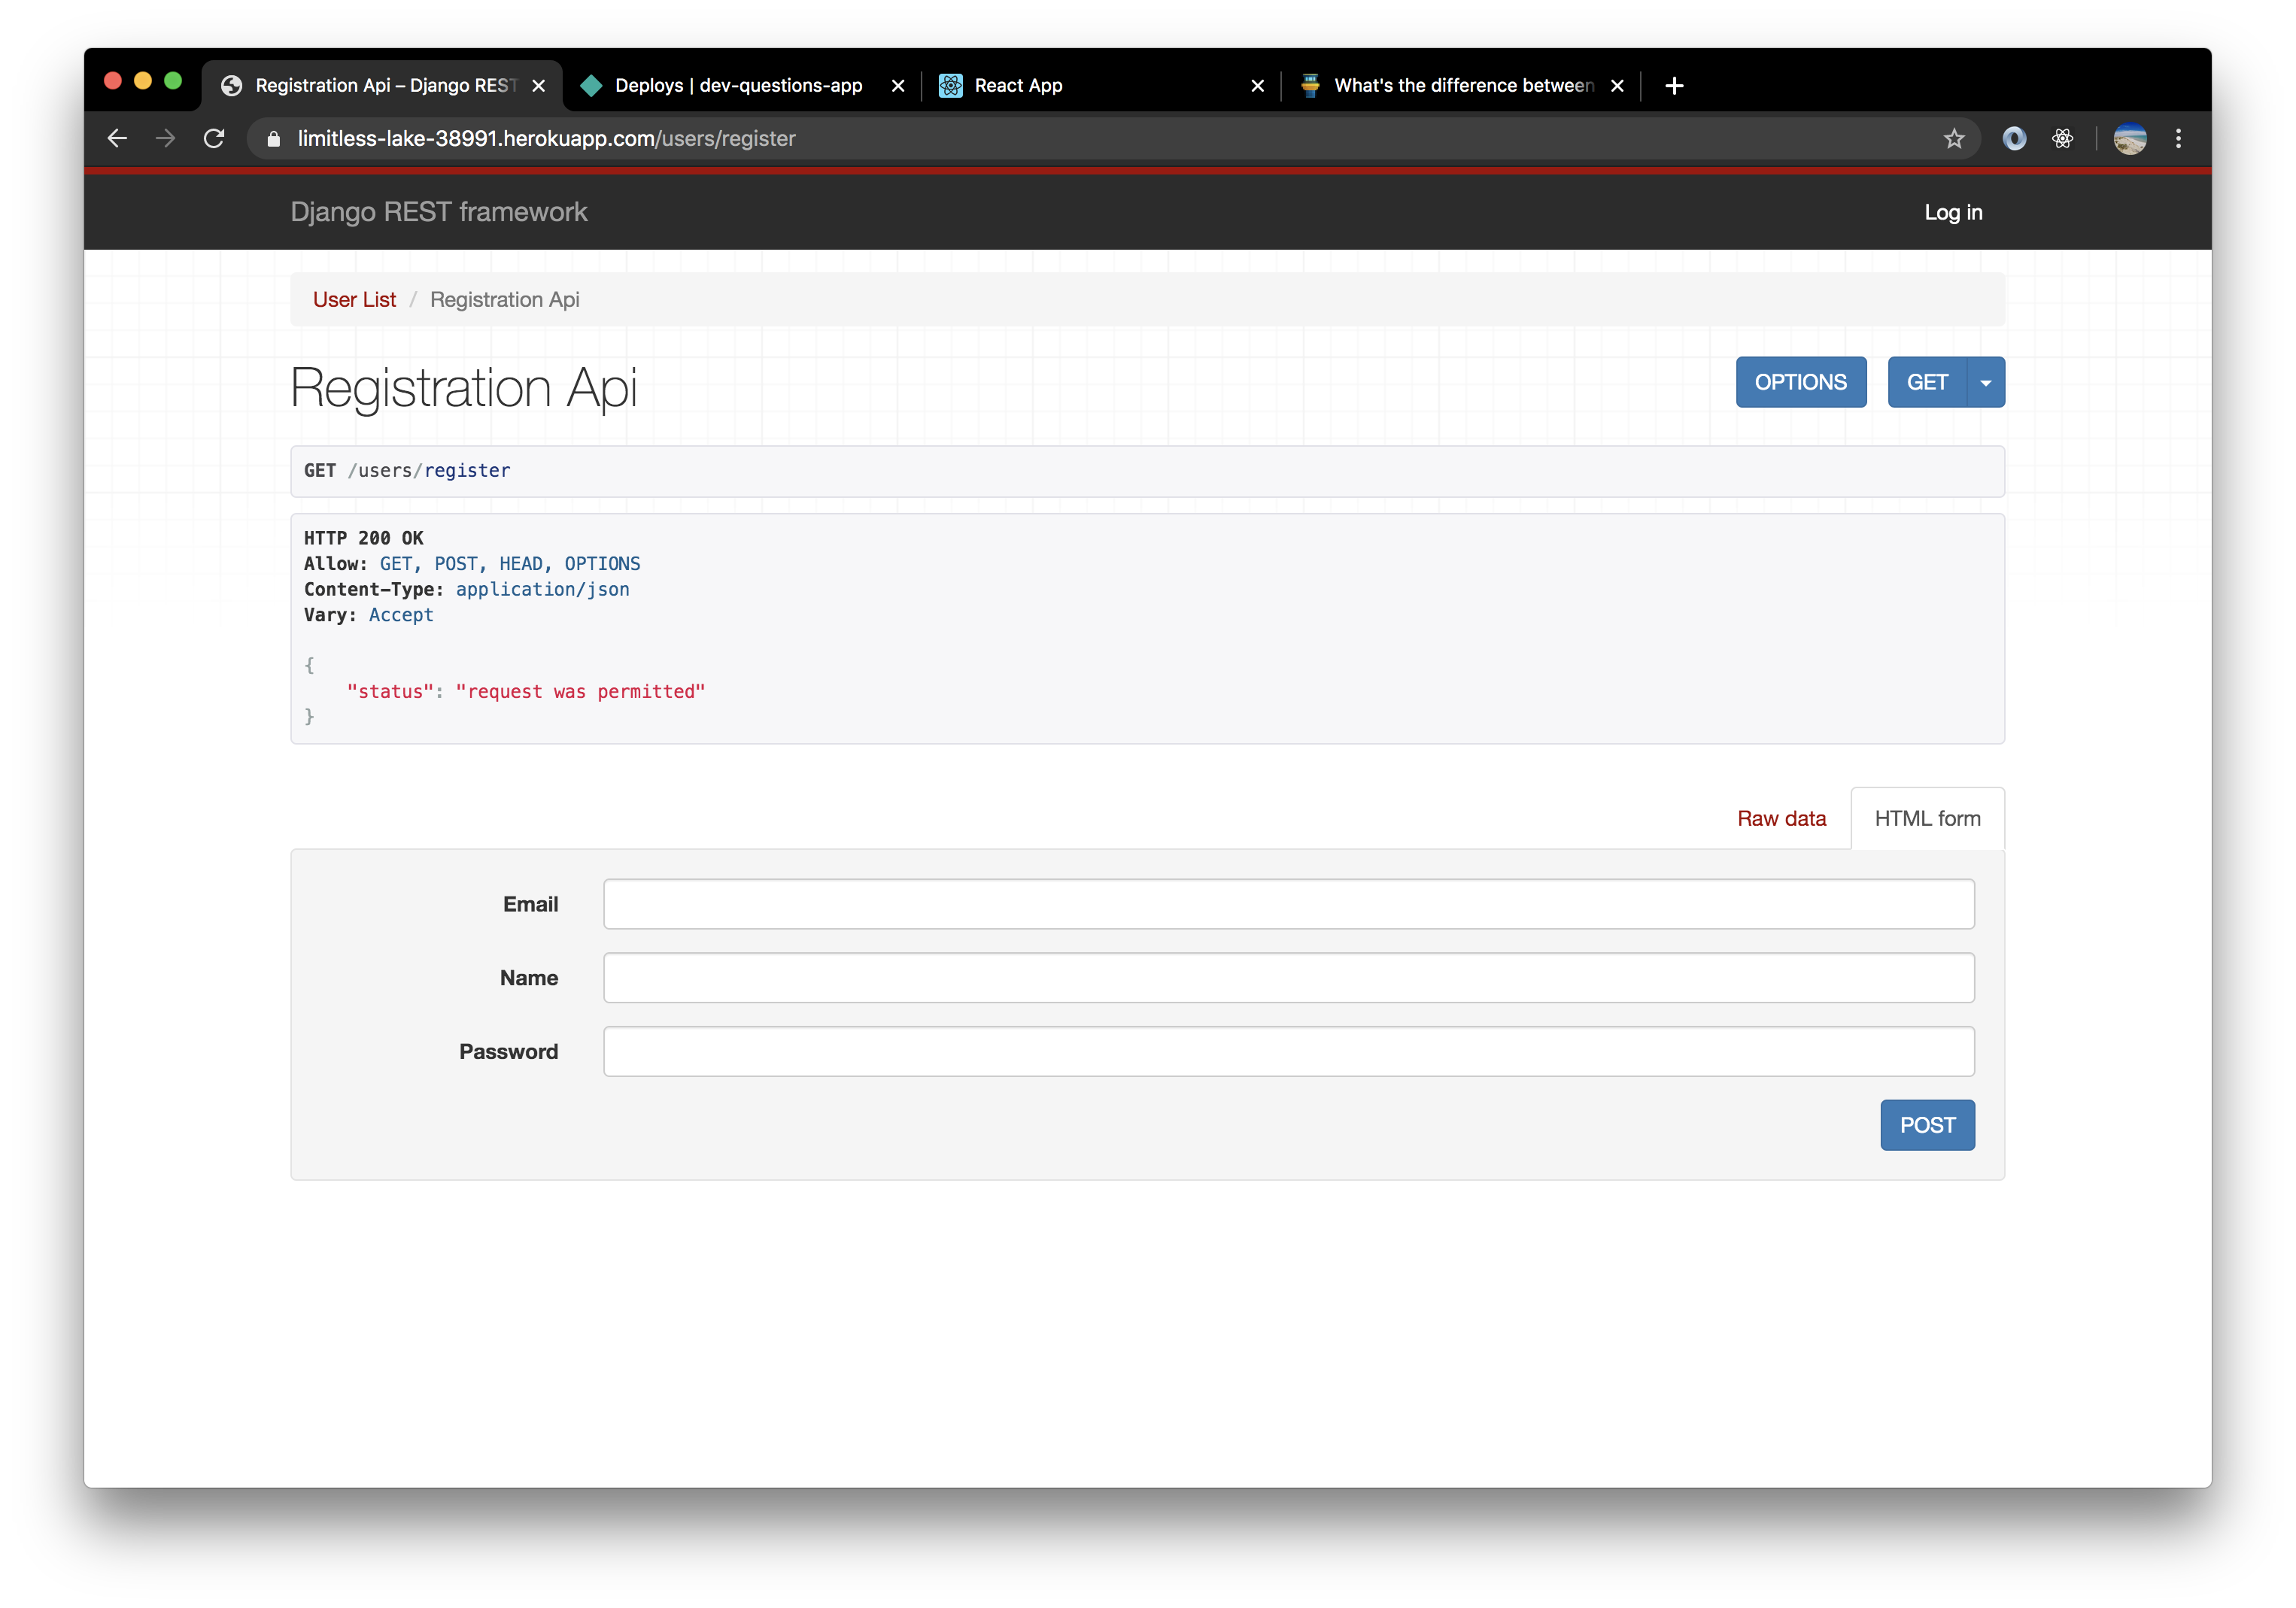 Registration Api – Django REST
Deploys | dev-questions-app
React App
What's the difference between
limitless-lake-38991.herokuapp.com/users/register
Django REST framework
Log in
User List / Registration Api
Registration Api
OPTIONS
GET
GET /users/register
HTTP 200 OK
Allow: GET, POST, HEAD, OPTIONS
Content-Type: application/json
Vary: Accept
{
"status": "request was permitted"
}
Raw data
HTML form
Email
Name
Password
POST